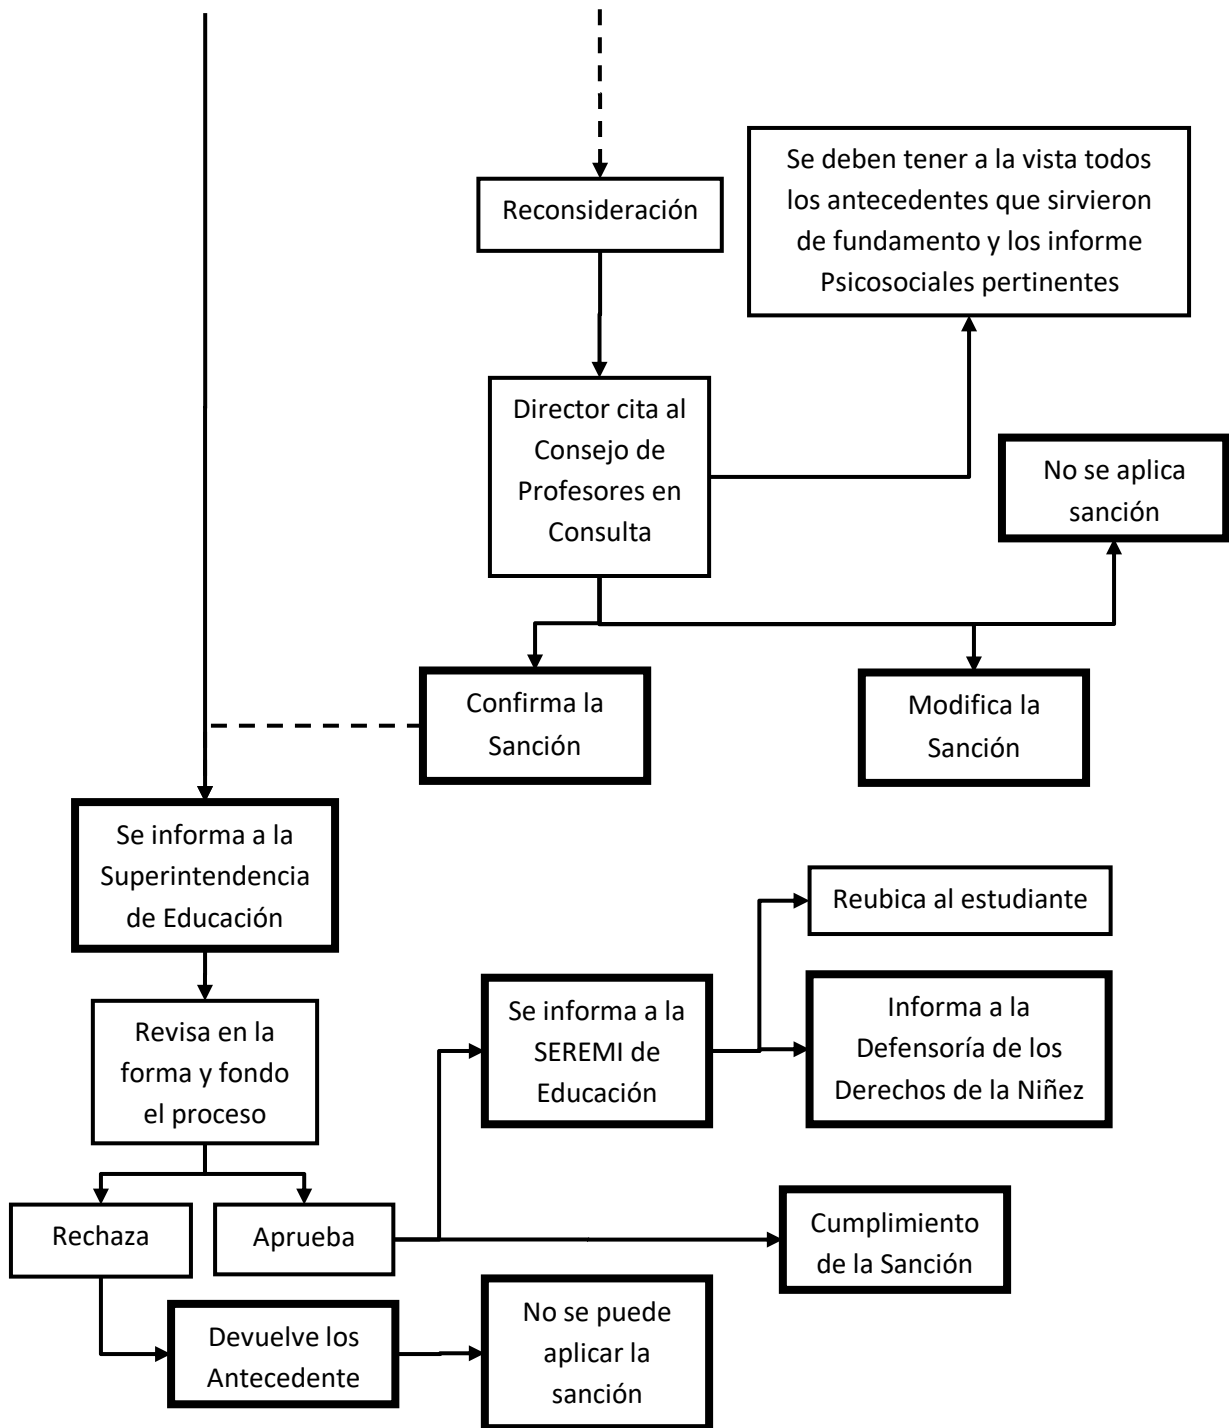 Se deben tener a la vista todos
los antecedentes que sirvieron
de fundamento y los informe
Psicosociales pertinentes
Reconsideración
Director cita al
Consejo de
Profesores en
Consulta
No se aplica
sanción
Confirma la
Sanción
Modifica la
Sanción
Se informa a la
Superintendencia
de Educación
Reubica al estudiante
Revisa en la
forma y fondo
el proceso
Se informa a la
SEREMI de
Educación
Informa a la
Defensoría de los
Derechos de la Niñez
Rechaza
Aprueba
Cumplimiento
de la Sanción
Devuelve los
Antecedente
No se puede
aplicar la
sanción